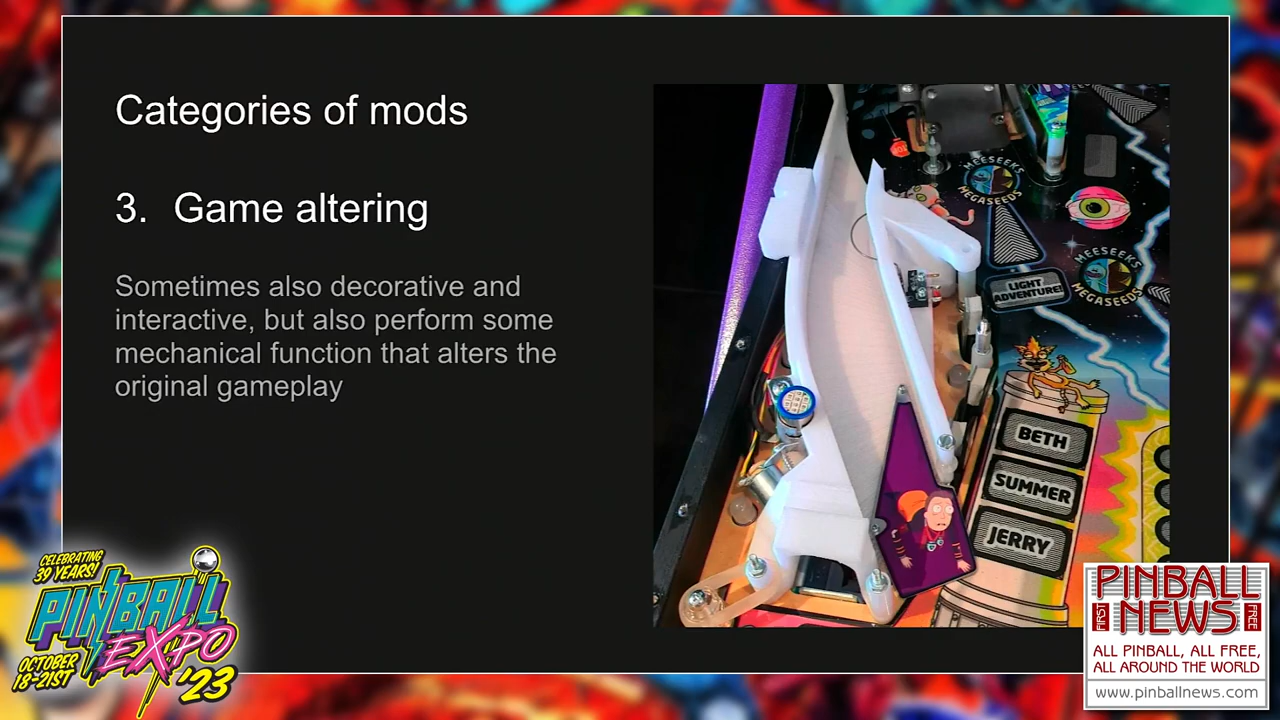 Categories of mods
3. Game altering
Sometimes also decorative and
interactive, but also perform some
mechanical function that alters the
original gameplay
MEESEEKS
MEGASEEDS
MEESEEKS
MEGASEEDS
LIGHT
ADVENTURE!
BETH
SUMMER
JERRY
CELEBRATING
39 YEARS!
PINBALL
EXPO
OCTOBER
18-21ST
'23
PINBALL
FIRST NEWS FREE
ALL PINBALL, ALL FREE,
ALL AROUND THE WORLD
www.pinballnews.com